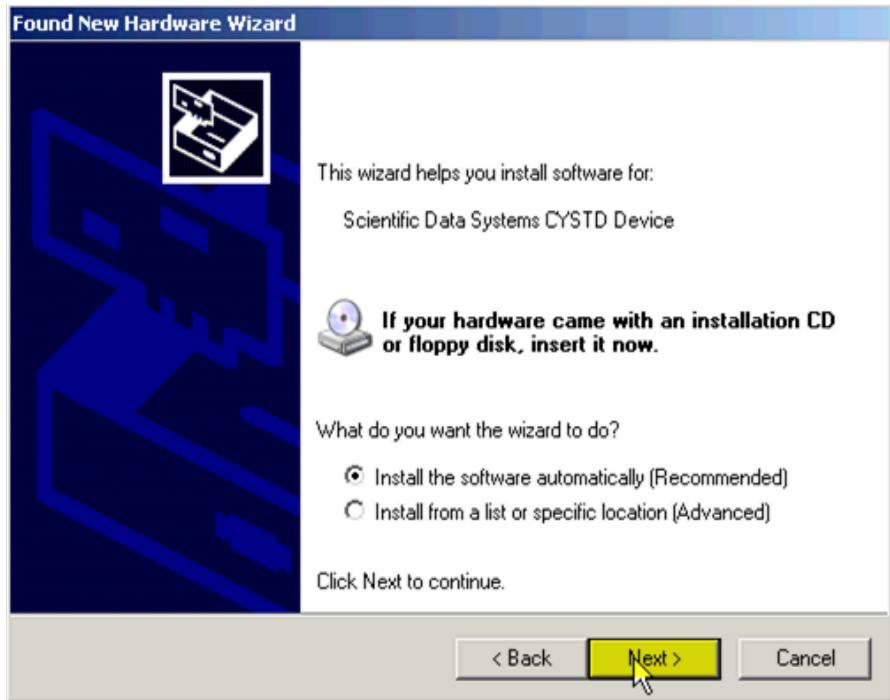 Found New Hardware Wizard
This wizard helps you install software for:
Scientific Data Systems CYSTD Device
If your hardware came with an installation CD
or floppy disk, insert it now.
What do you want the wizard to do?
Install the software automatically (Recommended)
Install from a list or specific location (Advanced)
Click Next to continue.
< Back Next > Cancel